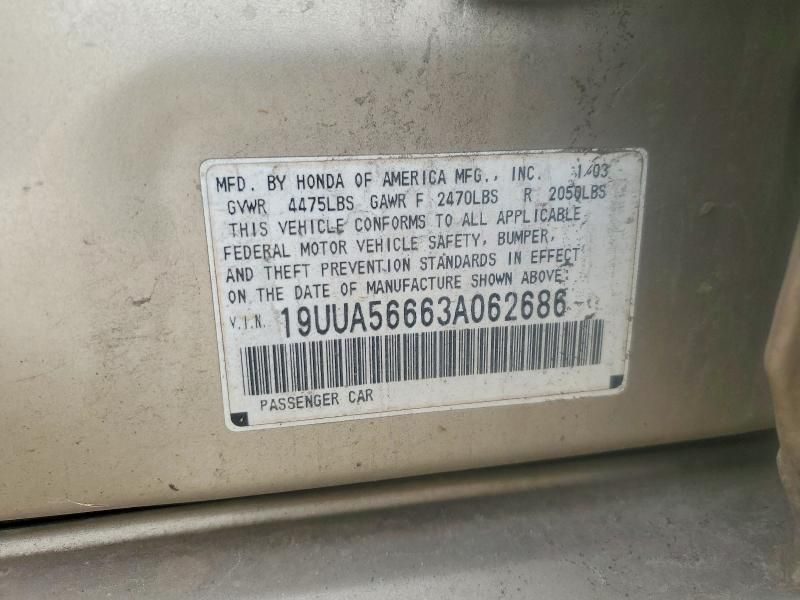 MFD. BY HONDA OF AMERICA MFG., INC. 1/03
GVWR 4475LBS GAWR F 2470LBS R 2050LBS
THIS VEHICLE CONFORMS TO ALL APPLICABLE
FEDERAL MOTOR VEHICLE SAFETY, BUMPER,
AND THEFT PREVENTION STANDARDS IN EFFECT
ON THE DATE OF MANUFACTURE SHOWN ABOVE.
V.I.N. 19UUA56663A062686
PASSENGER CAR